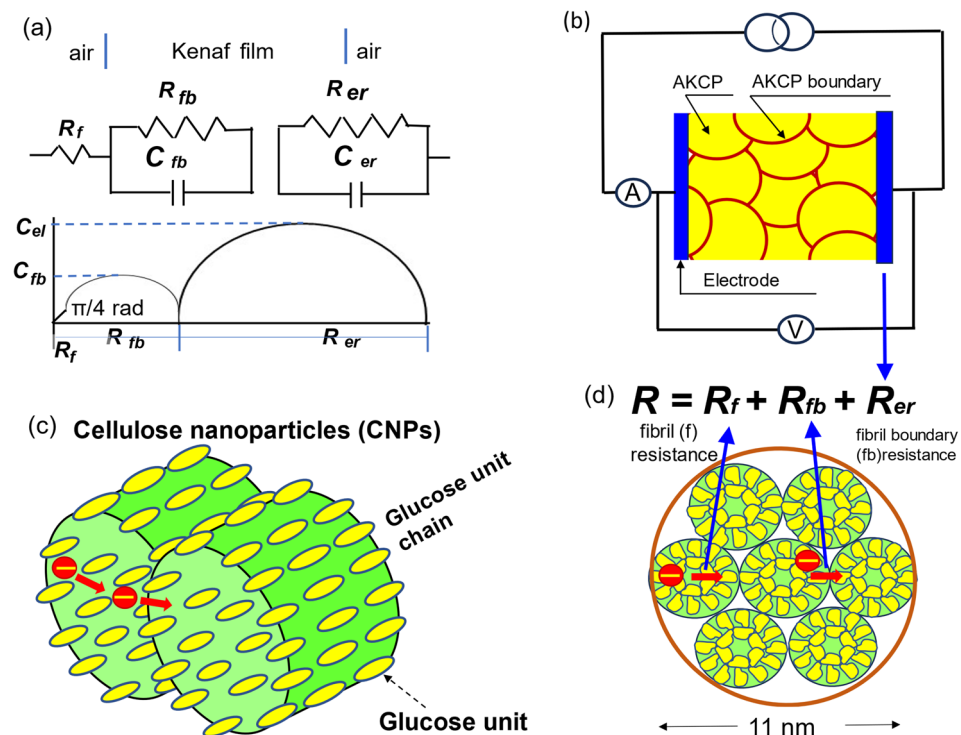 (a)
air
Kenaf film
air
R fb
R er
R f
C fb
C er
C el
C fb
π/4 rad
R f
R fb
R er
(b)
AKCP
AKCP boundary
A
Electrode
V
(c)
Cellulose nanoparticles (CNPs)
Glucose unit
chain
Glucose unit
(d)
R = R f + R fb + R er
fibril (f)
resistance
fibril boundary
(fb)resistance
11 nm